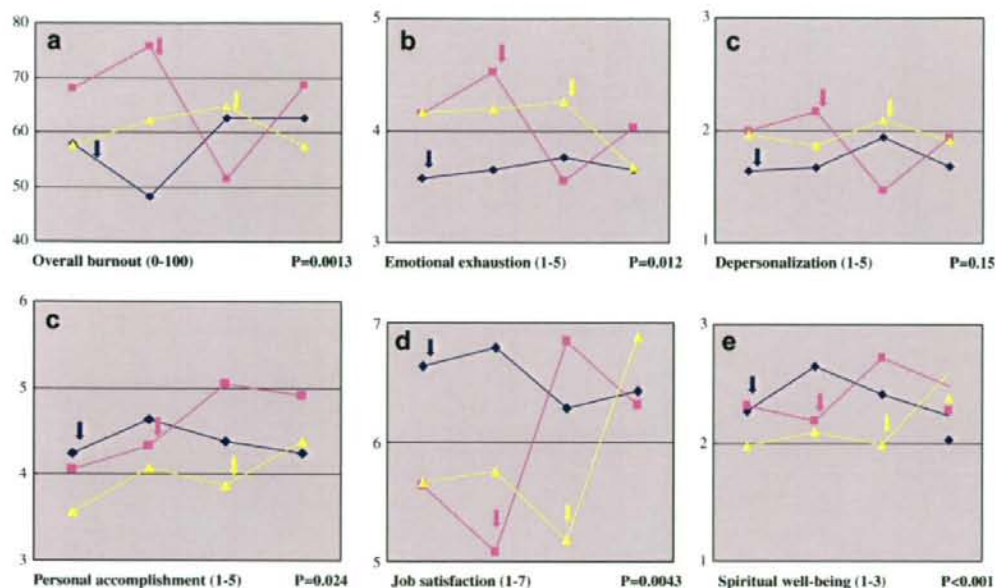 80
70
60
50
40
a
Overall burnout (0-100) P=0.0013
5
4
3
b
Emotional exhaustion (1-5) P=0.012
3
2
1
c
Depersonalization (1-5) P=0.15
6
5
4
3
c
Personal accomplishment (1-5) P=0.024
7
6
5
d
Job satisfaction (1-7) P=0.0043
3
2
1
e
Spiritual well-being (1-3) P<0.001